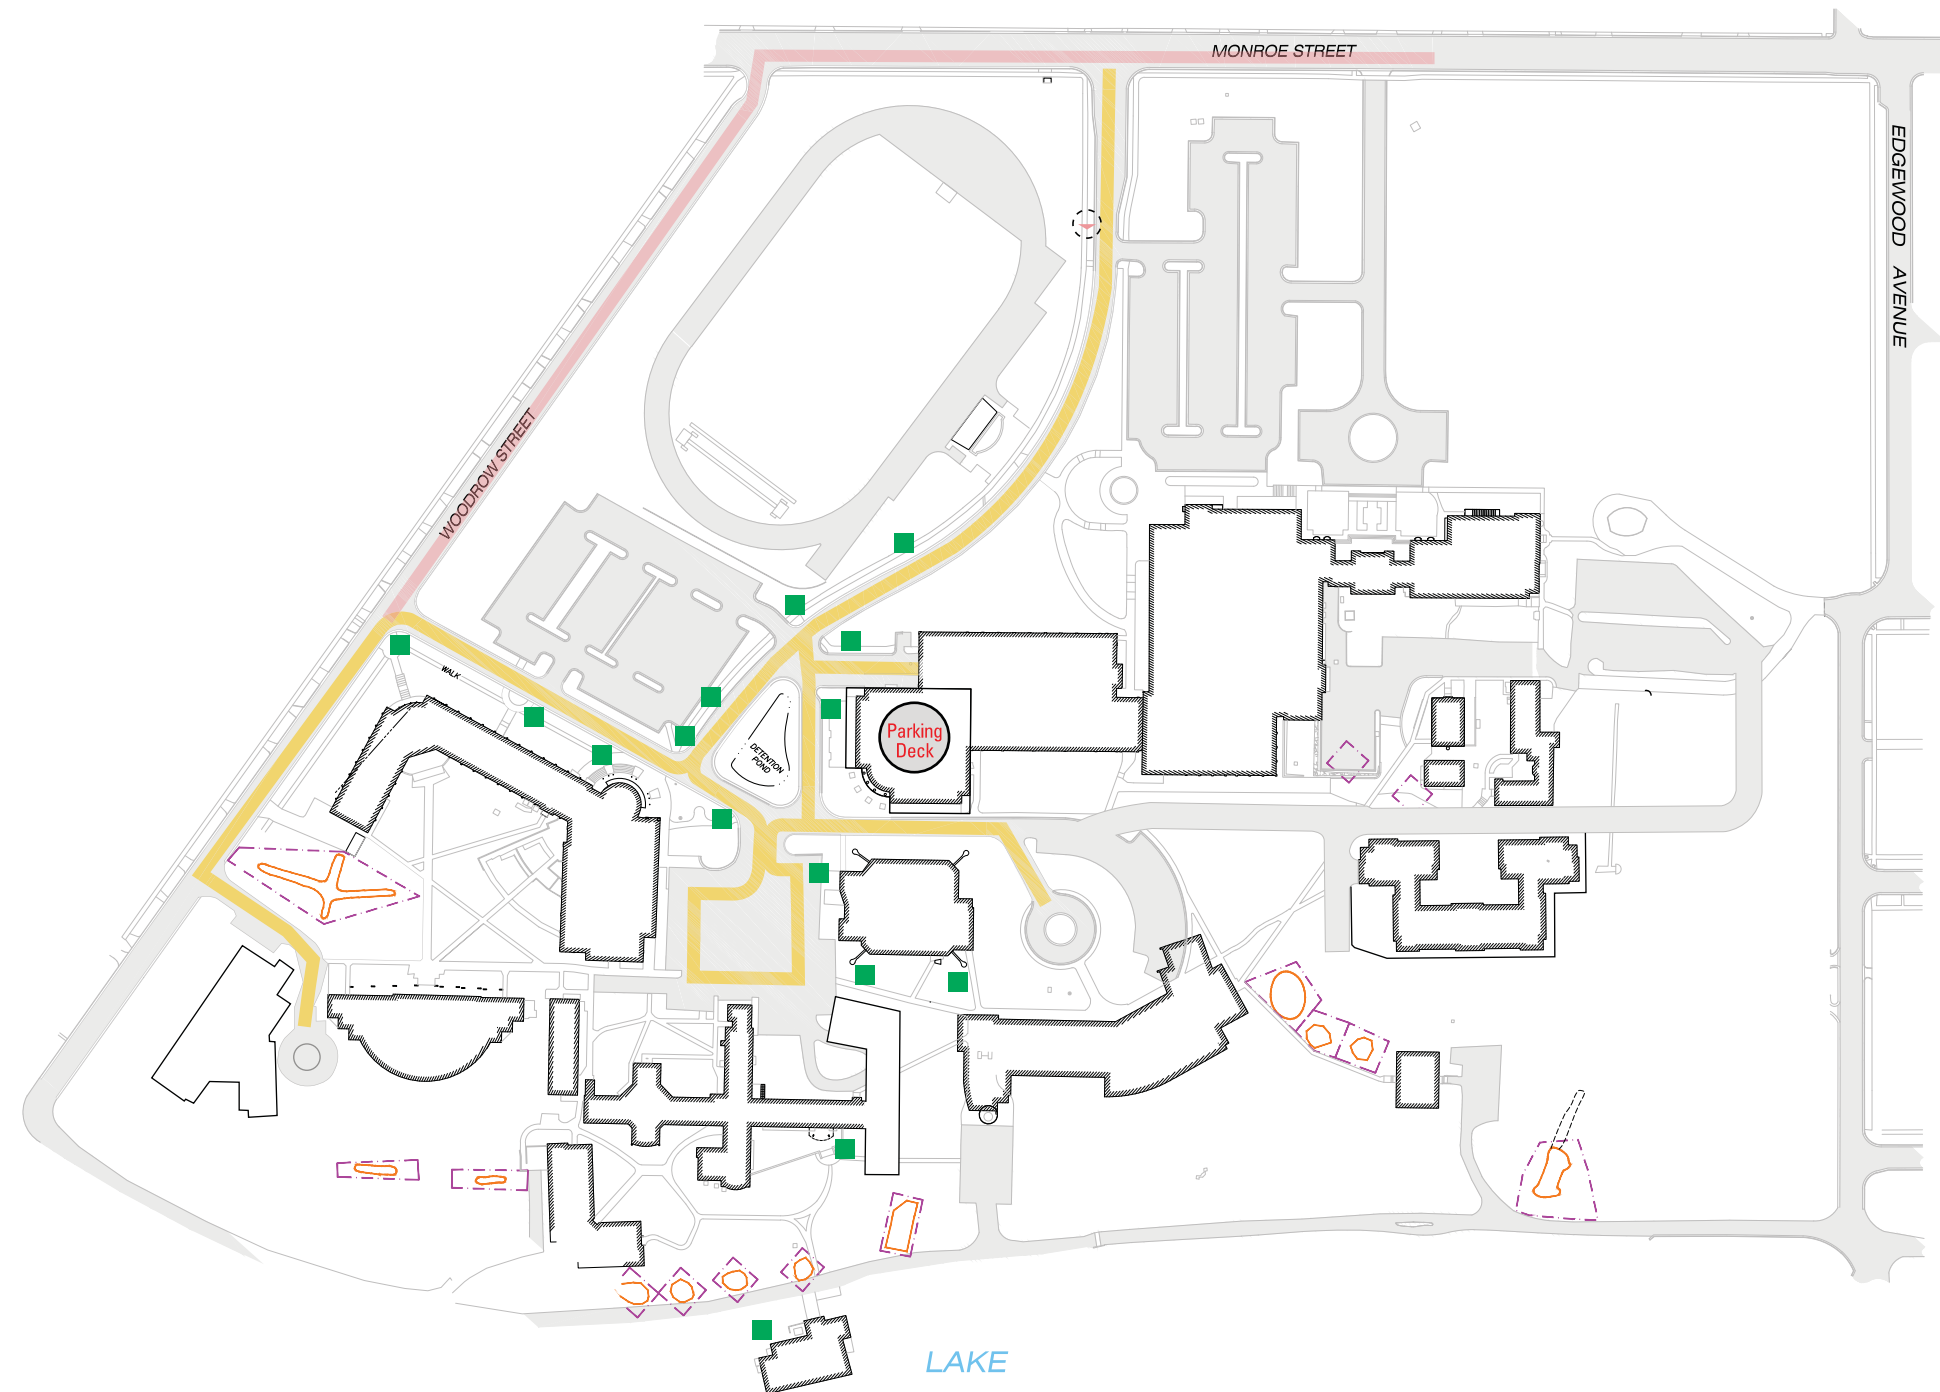 MONROE STREET
EDGEWOOD AVENUE
WOODROW STREET
WALK
Parking
Deck
DETENTION
POND
LAKE